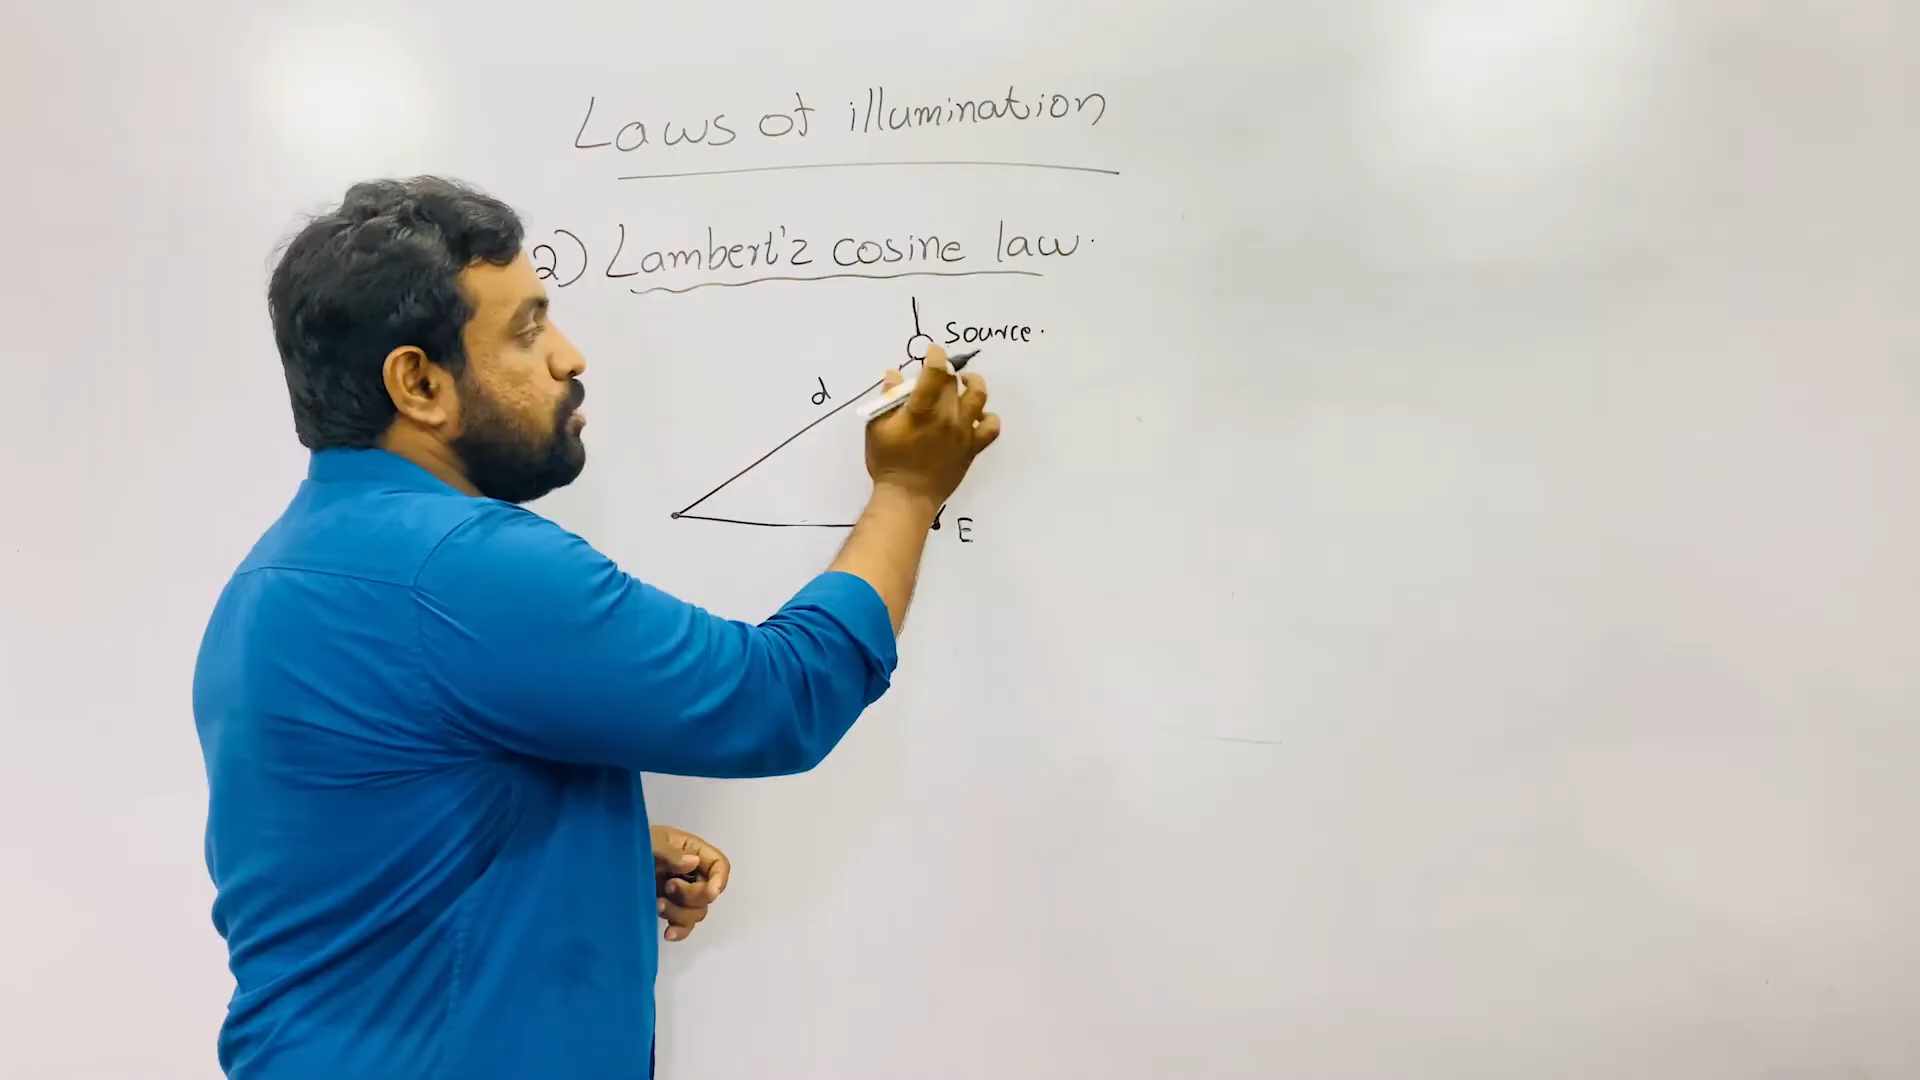 Laws of illumination
2) Lambert'z cosine law.
Source.
d
E